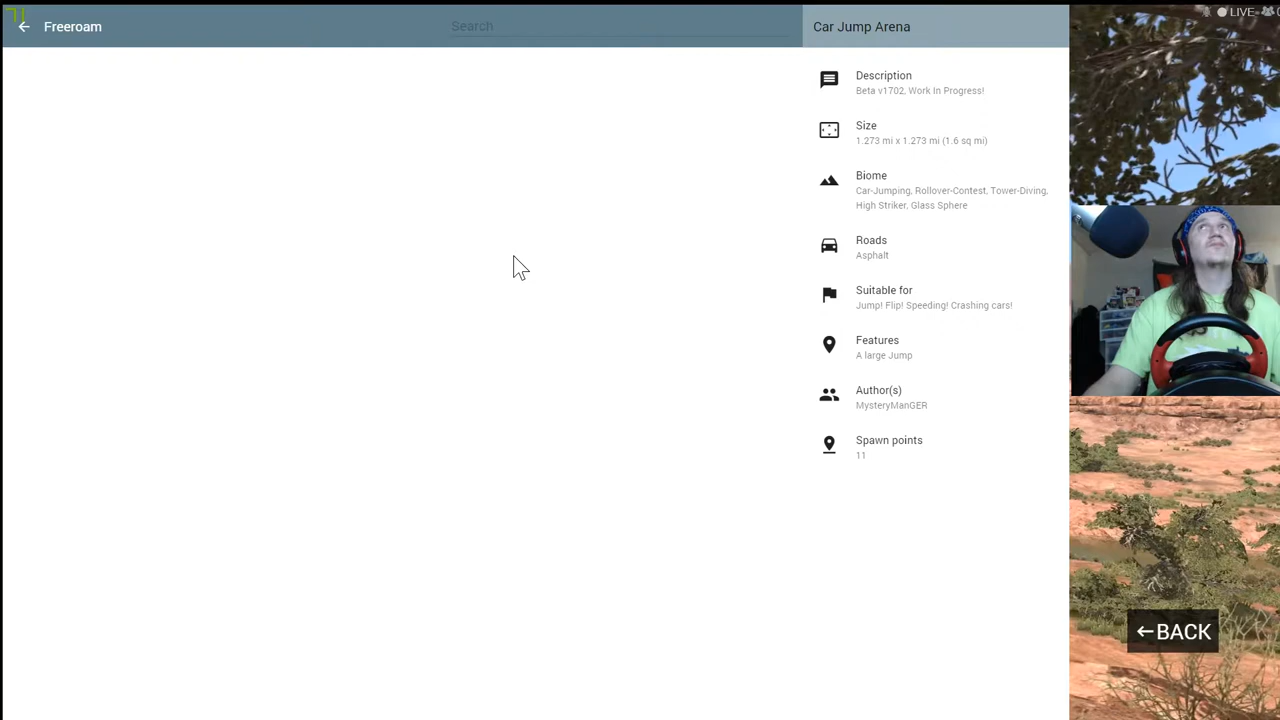 71
Freeroam
Search
Car Jump Arena
LIVE
Description
Beta v1702, Work In Progress!
Size
1.273 mi x 1.273 mi (1.6 sq mi)
Biome
Car-Jumping, Rollover-Contest, Tower-Diving,
High Striker, Glass Sphere
Roads
Asphalt
Suitable for
Jump! Flip! Speeding! Crashing cars!
Features
A large Jump
Author(s)
MysteryManGER
Spawn points
11
←BACK